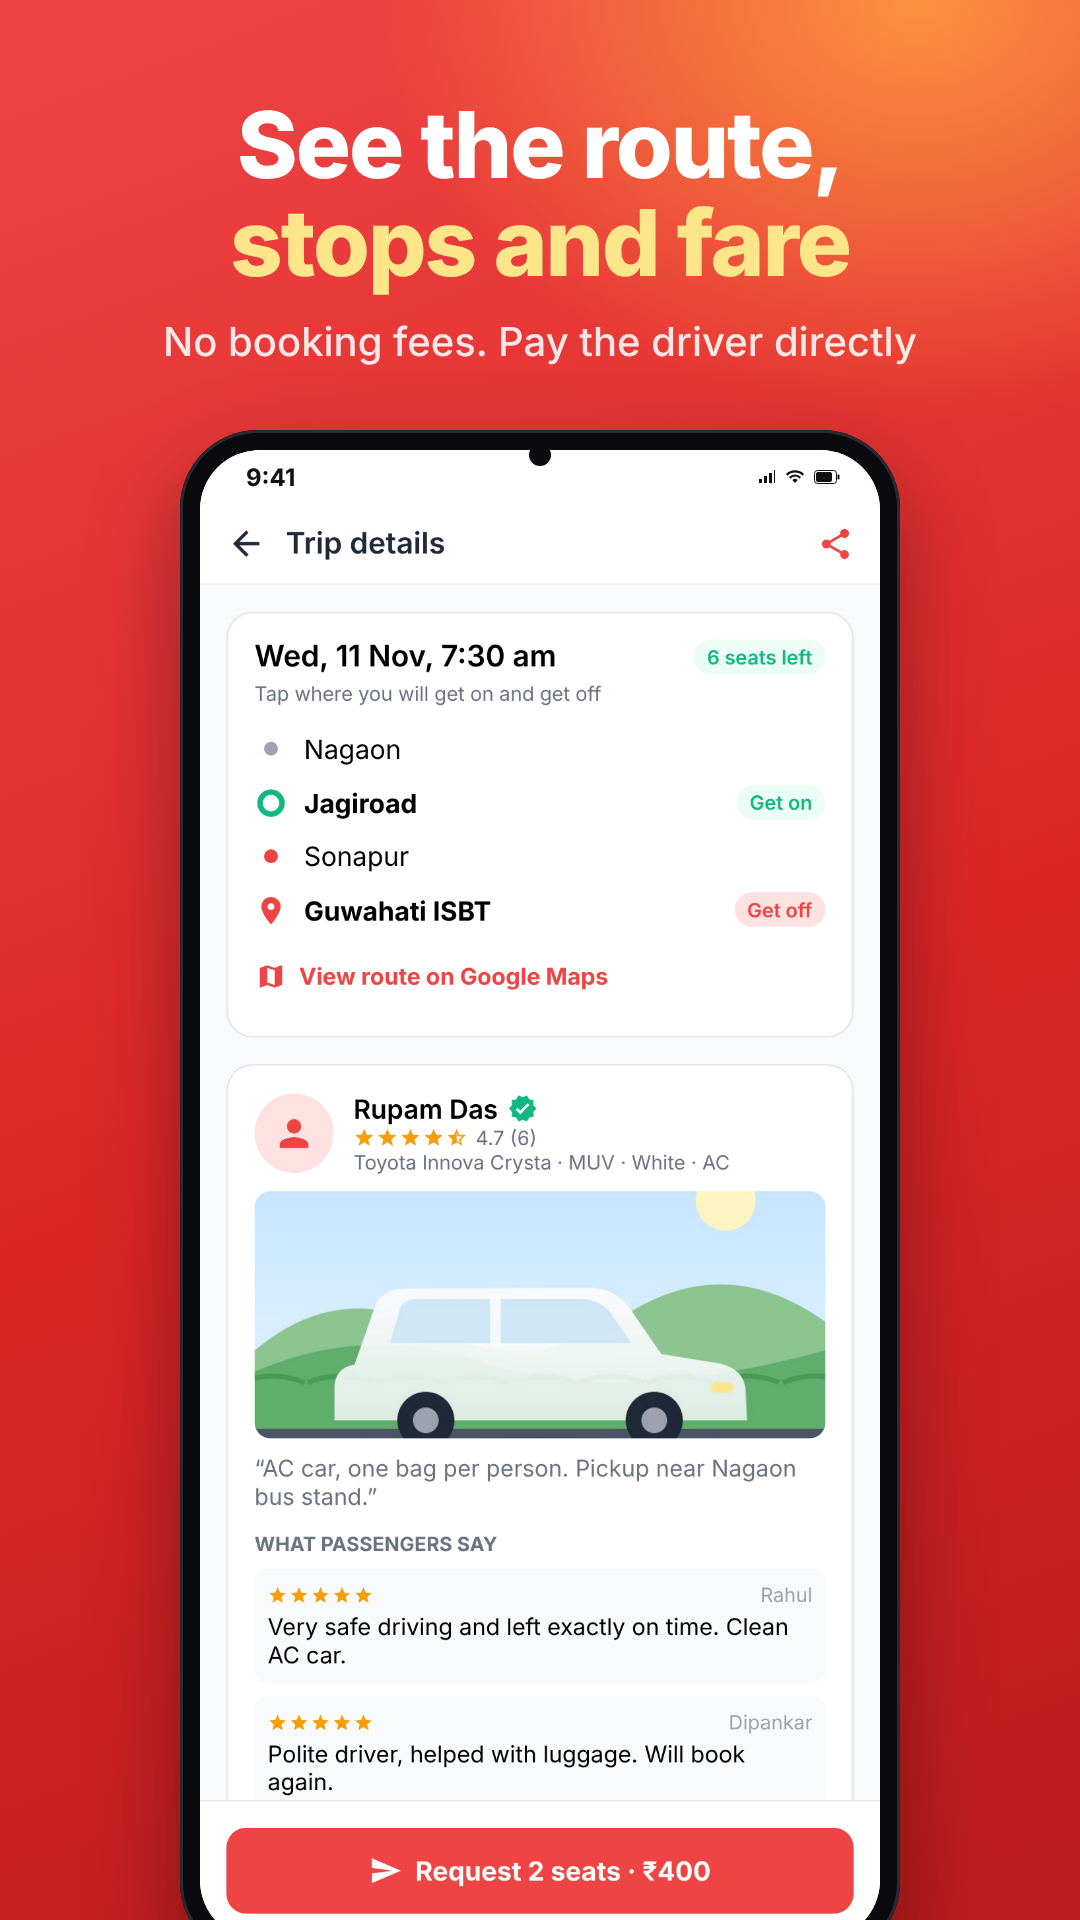 See the route,
stops and fare
No booking fees. Pay the driver directly
9:41
Trip details
Wed, 11 Nov, 7:30 am
6 seats left
Tap where you will get on and get off
Nagaon
Jagiroad
Get on
Sonapur
Guwahati ISBT
Get off
View route on Google Maps
Rupam Das
4.7 (6)
Toyota Innova Crysta · MUV · White · AC
“AC car, one bag per person. Pickup near Nagaon
bus stand.”
WHAT PASSENGERS SAY
Rahul
Very safe driving and left exactly on time. Clean
AC car.
Dipankar
Polite driver, helped with luggage. Will book
again.
Request 2 seats · ₹400